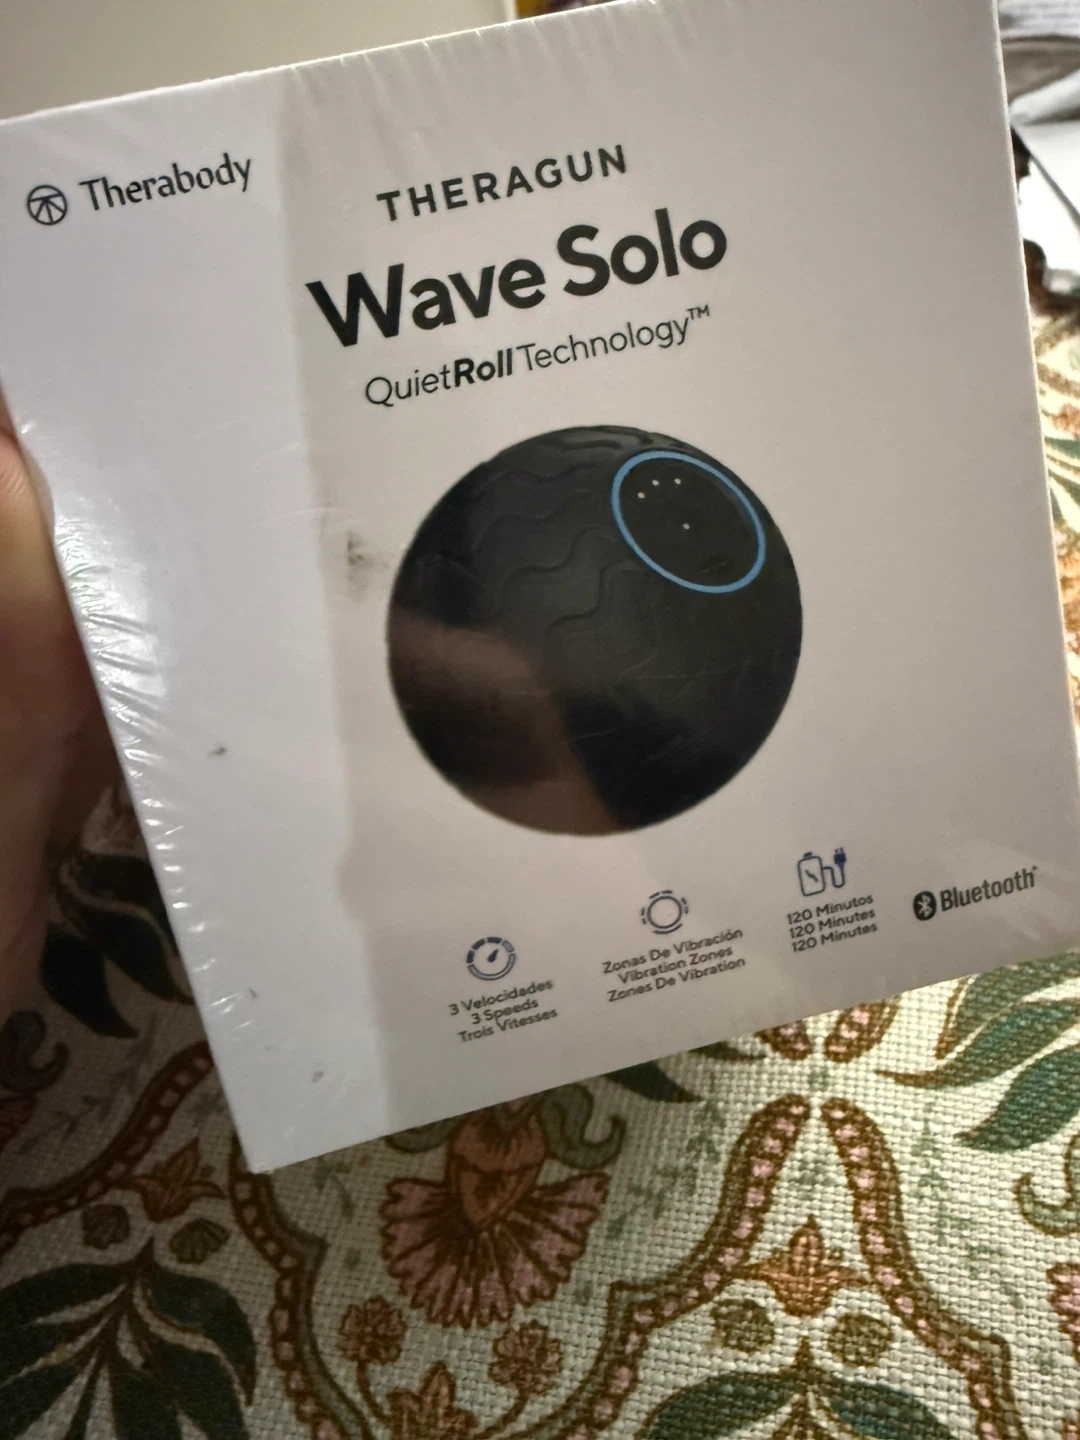 Therabody
THERAGUN
Wave Solo
QuietRoll Technology™
3 Velocidades
3 Speeds
Trois Vitesses
Zonas De Vibración
Vibration Zones
Zones De Vibration
120 Minutos
120 Minutes
120 Minutes
Bluetooth®